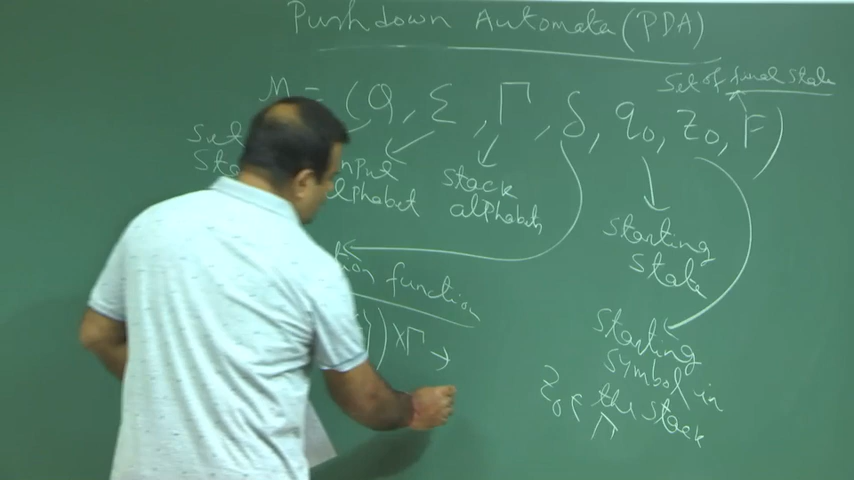 Pushdown Automata (PDA)
Set of final state
M = (Q, Σ, Γ, δ, q₀, z₀, F)
Set
Sta
input
alphabet
stack
alphabets
starting
state
function
starting
symbol in
the stack
)) × Γ →
z₀ ∈ Γ